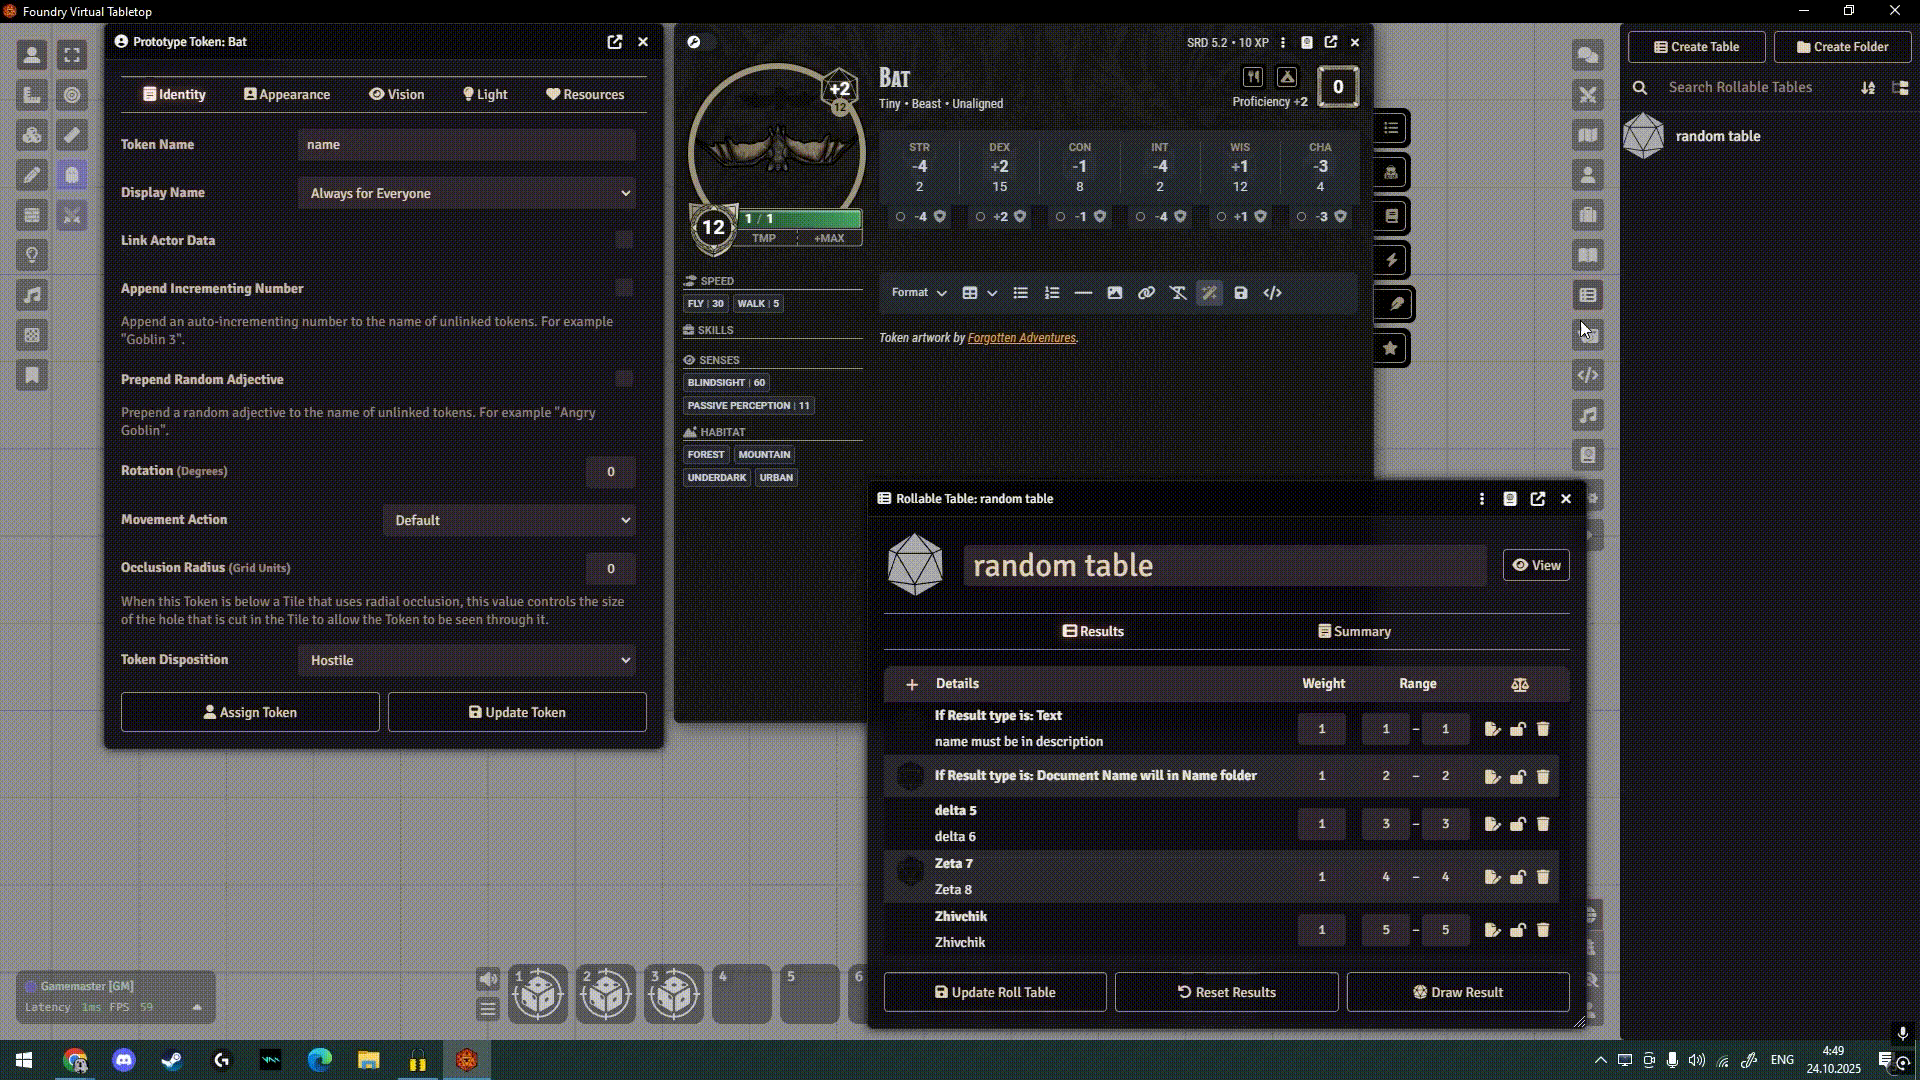 Foundry Virtual Tabletop
Prototype Token: Bat
Identity
Appearance
Vision
Light
Resources
Token Name
name
Display Name
Always for Everyone
Link Actor Data
Append Incrementing Number
Append an auto-incrementing number to the name of unlinked tokens. For example
"Goblin 3".
Prepend Random Adjective
Prepend a random adjective to the name of unlinked tokens. For example "Angry
Goblin".
Rotation (Degrees)
0
Movement Action
Default
Occlusion Radius (Grid Units)
0
When this Token is below a Tile that uses radial occlusion, this value controls the size
of the hole that is cut in the Tile to allow the Token to be seen through it.
Token Disposition
Hostile
Assign Token
Update Token
SRD 5.2 • 10 XP
+2
12
Bat
Tiny • Beast • Unaligned
Proficiency +2
0
STR DEX CON INT WIS CHA
-4 +2 -1 -4 +1 -3
2 15 8 2 12 4
-4 +2 -1 -4 +1 -3
12
1 / 1
TMP +MAX
SPEED
FLY | 30 WALK | 5
SKILLS
SENSES
BLINDSIGHT | 60
PASSIVE PERCEPTION | 11
HABITAT
FOREST MOUNTAIN
UNDERDARK URBAN
Format
Token artwork by Forgotten Adventures.
Rollable Table: random table
random table
View
Results
Summary
Details Weight Range
If Result type is: Text
name must be in description
1 1 – 1
If Result type is: Document Name will in Name folder
1 2 – 2
delta 5
delta 6
1 3 – 3
Zeta 7
Zeta 8
1 4 – 4
Zhivchik
Zhivchik
1 5 – 5
Update Roll Table
Reset Results
Draw Result
Create Table
Create Folder
Search Rollable Tables
random table
Gamemaster [GM]
Latency 1ms FPS 59
1 2 3 4 5 6
ENG
4:49
24.10.2025